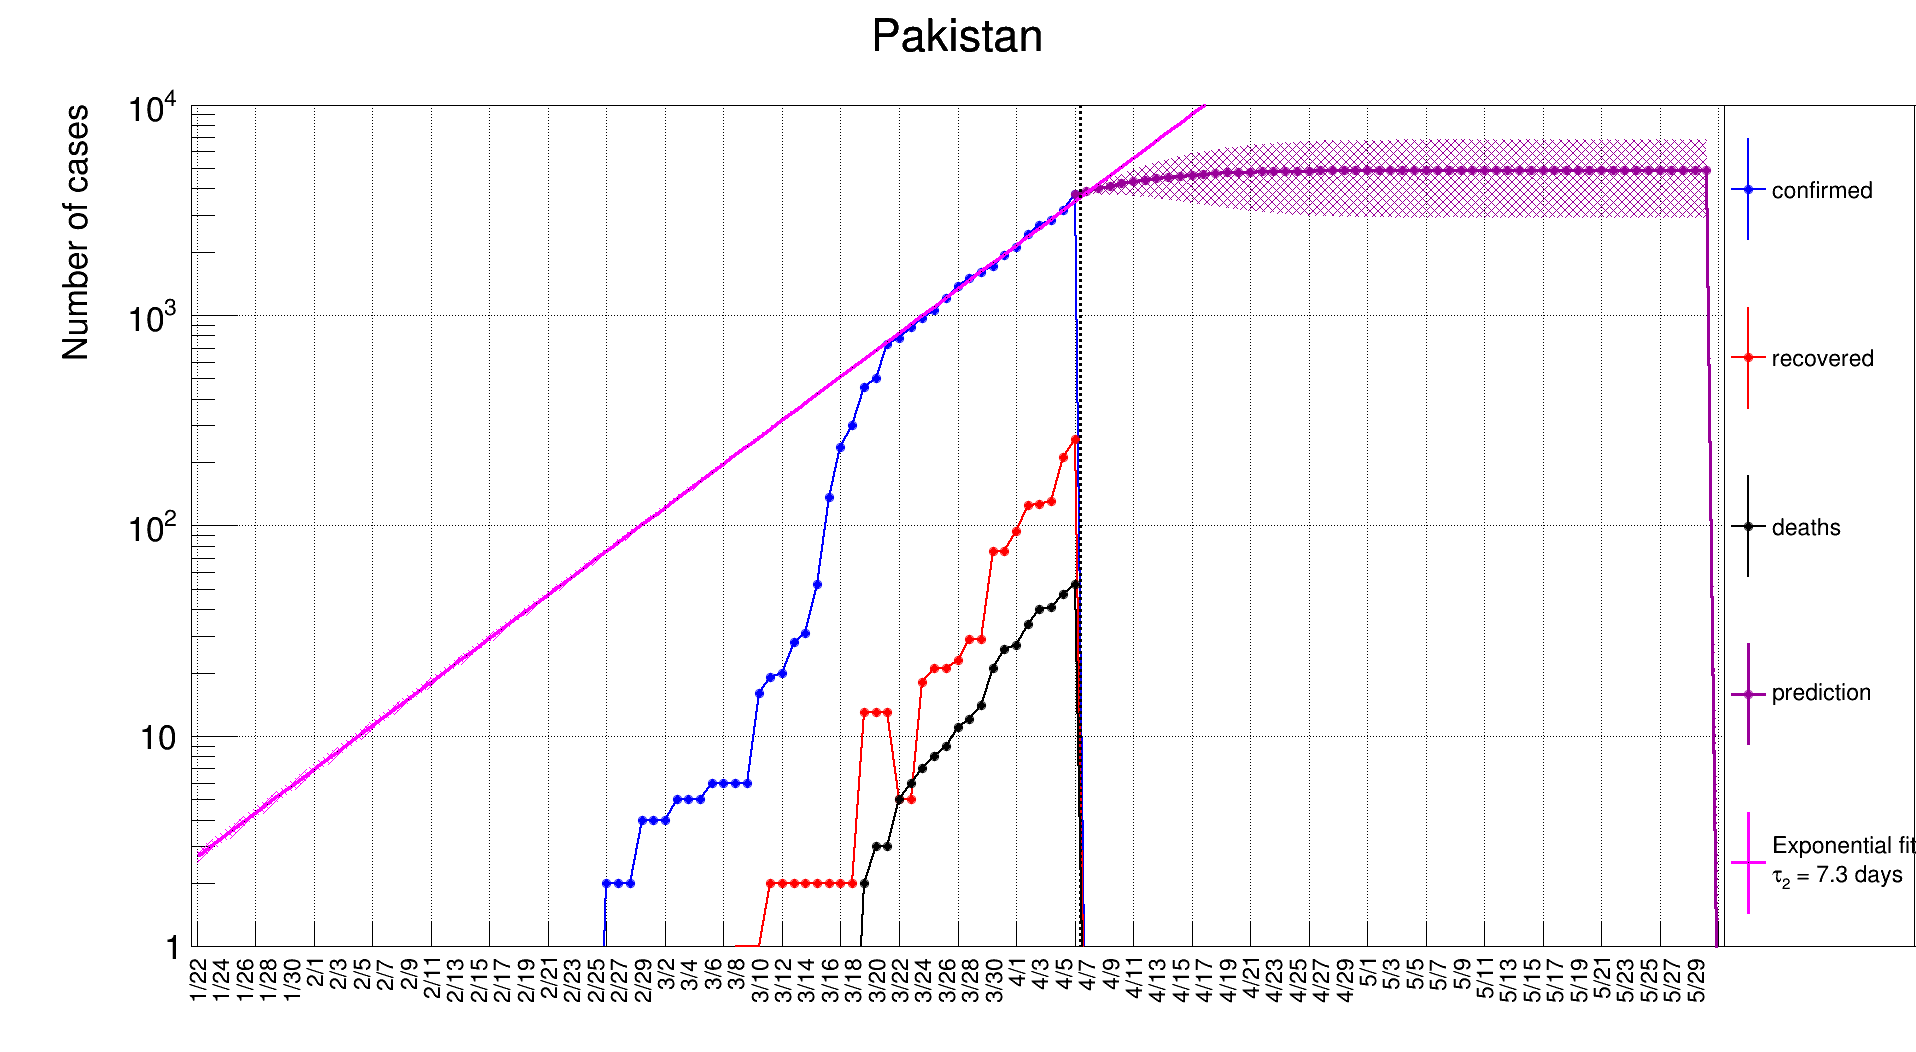 Pakistan
Number of cases
10^4
10^3
10^2
10
1
1/22 1/24 1/26 1/28 1/30 2/1 2/3 2/5 2/7 2/9 2/11 2/13 2/15 2/17 2/19 2/21 2/23 2/25 2/27 2/29 3/2 3/4 3/6 3/8 3/10 3/12 3/14 3/16 3/18 3/20 3/22 3/24 3/26 3/28 3/30 4/1 4/3 4/5 4/7 4/9 4/11 4/13 4/15 4/17 4/19 4/21 4/23 4/25 4/27 4/29 5/1 5/3 5/5 5/7 5/9 5/11 5/13 5/15 5/17 5/19 5/21 5/23 5/25 5/27 5/29
confirmed
recovered
deaths
prediction
Exponential fit
τ₂ = 7.3 days